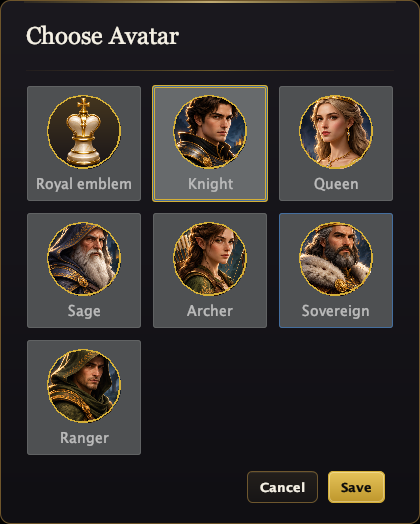 Choose Avatar
Royal emblem
Knight
Queen
Sage
Archer
Sovereign
Ranger
Cancel
Save